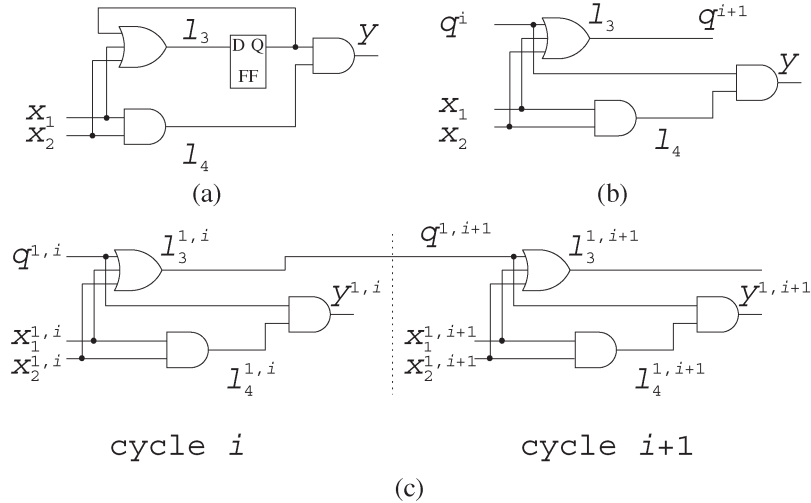 l₃
D Q
FF
y
x₁
x₂
l₄
(a)
qⁱ
l₃
qⁱ⁺¹
y
x₁
x₂
l₄
(b)
q^{1,i}
l₃^{1,i}
y^{1,i}
x₁^{1,i}
x₂^{1,i}
l₄^{1,i}
cycle i
q^{1,i+1}
l₃^{1,i+1}
y^{1,i+1}
x₁^{1,i+1}
x₂^{1,i+1}
l₄^{1,i+1}
cycle i+1
(c)